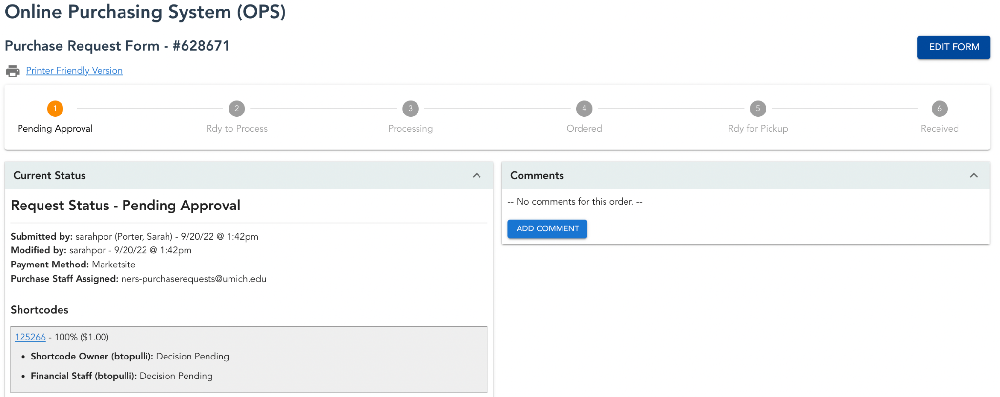 Online Purchasing System (OPS)
Purchase Request Form - #628671
EDIT FORM
Printer Friendly Version
1
2
3
4
5
6
Pending Approval
Rdy to Process
Processing
Ordered
Rdy for Pickup
Received
Current Status
Request Status - Pending Approval
Submitted by: sarahpor (Porter, Sarah) - 9/20/22 @ 1:42pm
Modified by: sarahpor - 9/20/22 @ 1:42pm
Payment Method: Marketsite
Purchase Staff Assigned: ners-purchaserequests@umich.edu
Shortcodes
125266 - 100% ($1.00)
• Shortcode Owner (btopulli): Decision Pending
• Financial Staff (btopulli): Decision Pending
Comments
-- No comments for this order. --
ADD COMMENT